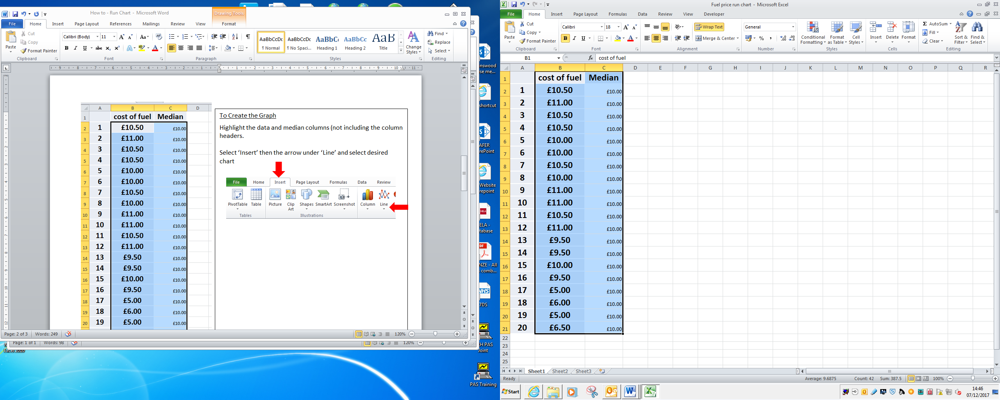 How to - Run Chart - Microsoft Word
Drawing Tools
File Home Insert Page Layout References Mailings Review View Format
Paste
Cut
Copy
Format Painter
Clipboard
Calibri (Body) 11
Font
Paragraph
AaBbCcDc AaBbCcDc AaBbC AaBbCc AaB
¶ Normal ¶ No Spaci... Heading 1 Heading 2 Title
Change Styles
Styles
Find
Replace
Select
Editing
A B C D
1 cost of fuel Median
2 1 £10.50 £10.00
3 2 £11.00 £10.00
4 3 £10.50 £10.00
5 4 £10.50 £10.00
6 5 £10.00 £10.00
7 6 £10.00 £10.00
8 7 £10.50 £10.00
9 8 £10.00 £10.00
10 9 £11.00 £10.00
11 10 £11.00 £10.00
12 11 £10.50 £10.00
13 12 £11.00 £10.00
14 13 £9.50 £10.00
15 14 £9.50 £10.00
16 15 £10.00 £10.00
17 16 £9.50 £10.00
18 17 £5.00 £10.00
19 18 £6.00 £10.00
20 19 £5.00 £10.00
To Create the Graph
Highlight the data and median columns (not including the column
headers.
Select ‘Insert’ then the arrow under ‘Line’ and select desired
chart
File Home Insert Page Layout Formulas Data Review
PivotTable Table Picture Clip Art Shapes SmartArt Screenshot Column Line
Tables Illustrations
Page: 2 of 3 Words: 249 120%
Page: 1 of 1 Words: 98 120%
Excel 2010
nswood
se me...
shortcut
AFER
rePoint
Website
repoint
NELA
ELA -
tabase
NZE - All
comb...
NHS
7DS
H PAS
Joint
PAS Training
Fuel price run chart - Microsoft Excel
File Home Insert Page Layout Formulas Data Review View Developer
Paste
Cut
Copy
Format Painter
Clipboard
Calibri 18
Font
Wrap Text
Merge & Center
Alignment
General
Number
Conditional Formatting
Format as Table
Cell Styles
Styles
Insert Delete Format
Cells
AutoSum
Fill
Clear
Sort & Filter
Find & Select
Editing
B1 fx cost of fuel
A B C D E F G H I J K L M N O P Q R
1 cost of fuel Median
2 1 £10.50 £10.00
3 2 £11.00 £10.00
4 3 £10.50 £10.00
5 4 £10.50 £10.00
6 5 £10.00 £10.00
7 6 £10.00 £10.00
8 7 £10.50 £10.00
9 8 £10.00 £10.00
10 9 £11.00 £10.00
11 10 £11.00 £10.00
12 11 £10.50 £10.00
13 12 £11.00 £10.00
14 13 £9.50 £10.00
15 14 £9.50 £10.00
16 15 £10.00 £10.00
17 16 £9.50 £10.00
18 17 £5.00 £10.00
19 18 £6.00 £10.00
20 19 £5.00 £10.00
21 20 £6.50 £10.00
22
23
24
25
Sheet1 Sheet2 Sheet3
Ready Average: 9.6875 Count: 42 Sum: 387.5 100%
Start
14:46
07/12/2017